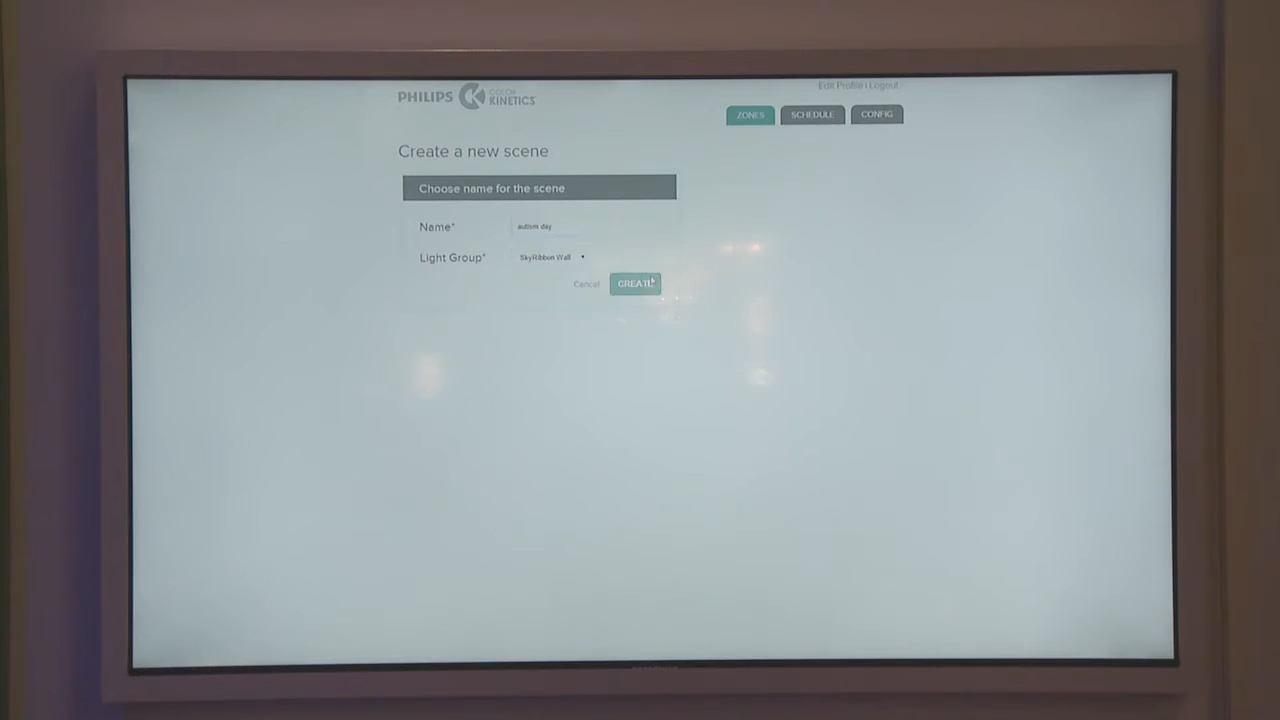 PHILIPS COLOR KINETICS
Edit Profile | Logout
ZONES SCHEDULE CONFIG
Create a new scene
Choose name for the scene
Name* autism day
Light Group* SkyRibbon Wall
Cancel CREATE